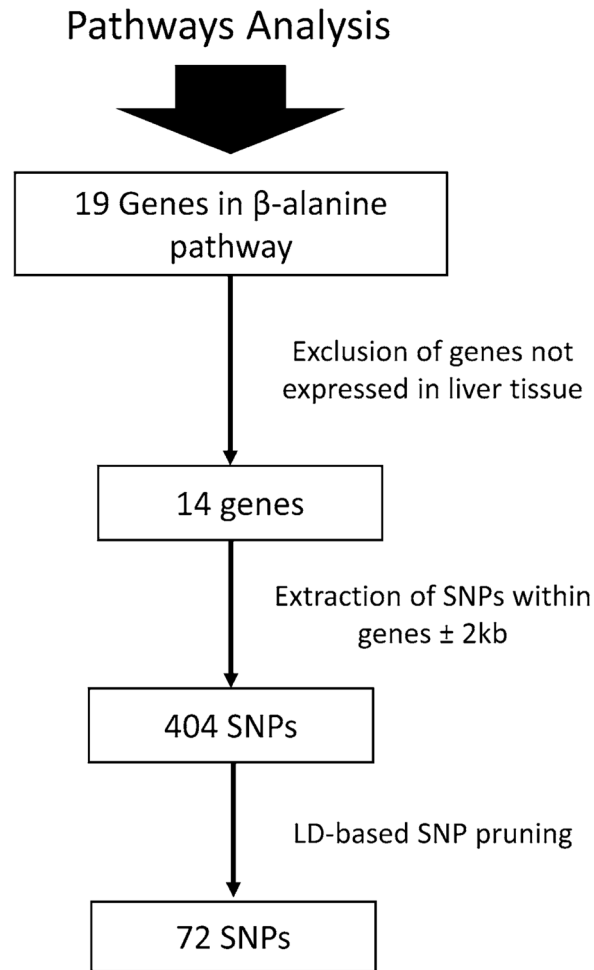 Pathways Analysis
19 Genes in β-alanine
pathway
Exclusion of genes not
expressed in liver tissue
14 genes
Extraction of SNPs within
genes ± 2kb
404 SNPs
LD-based SNP pruning
72 SNPs